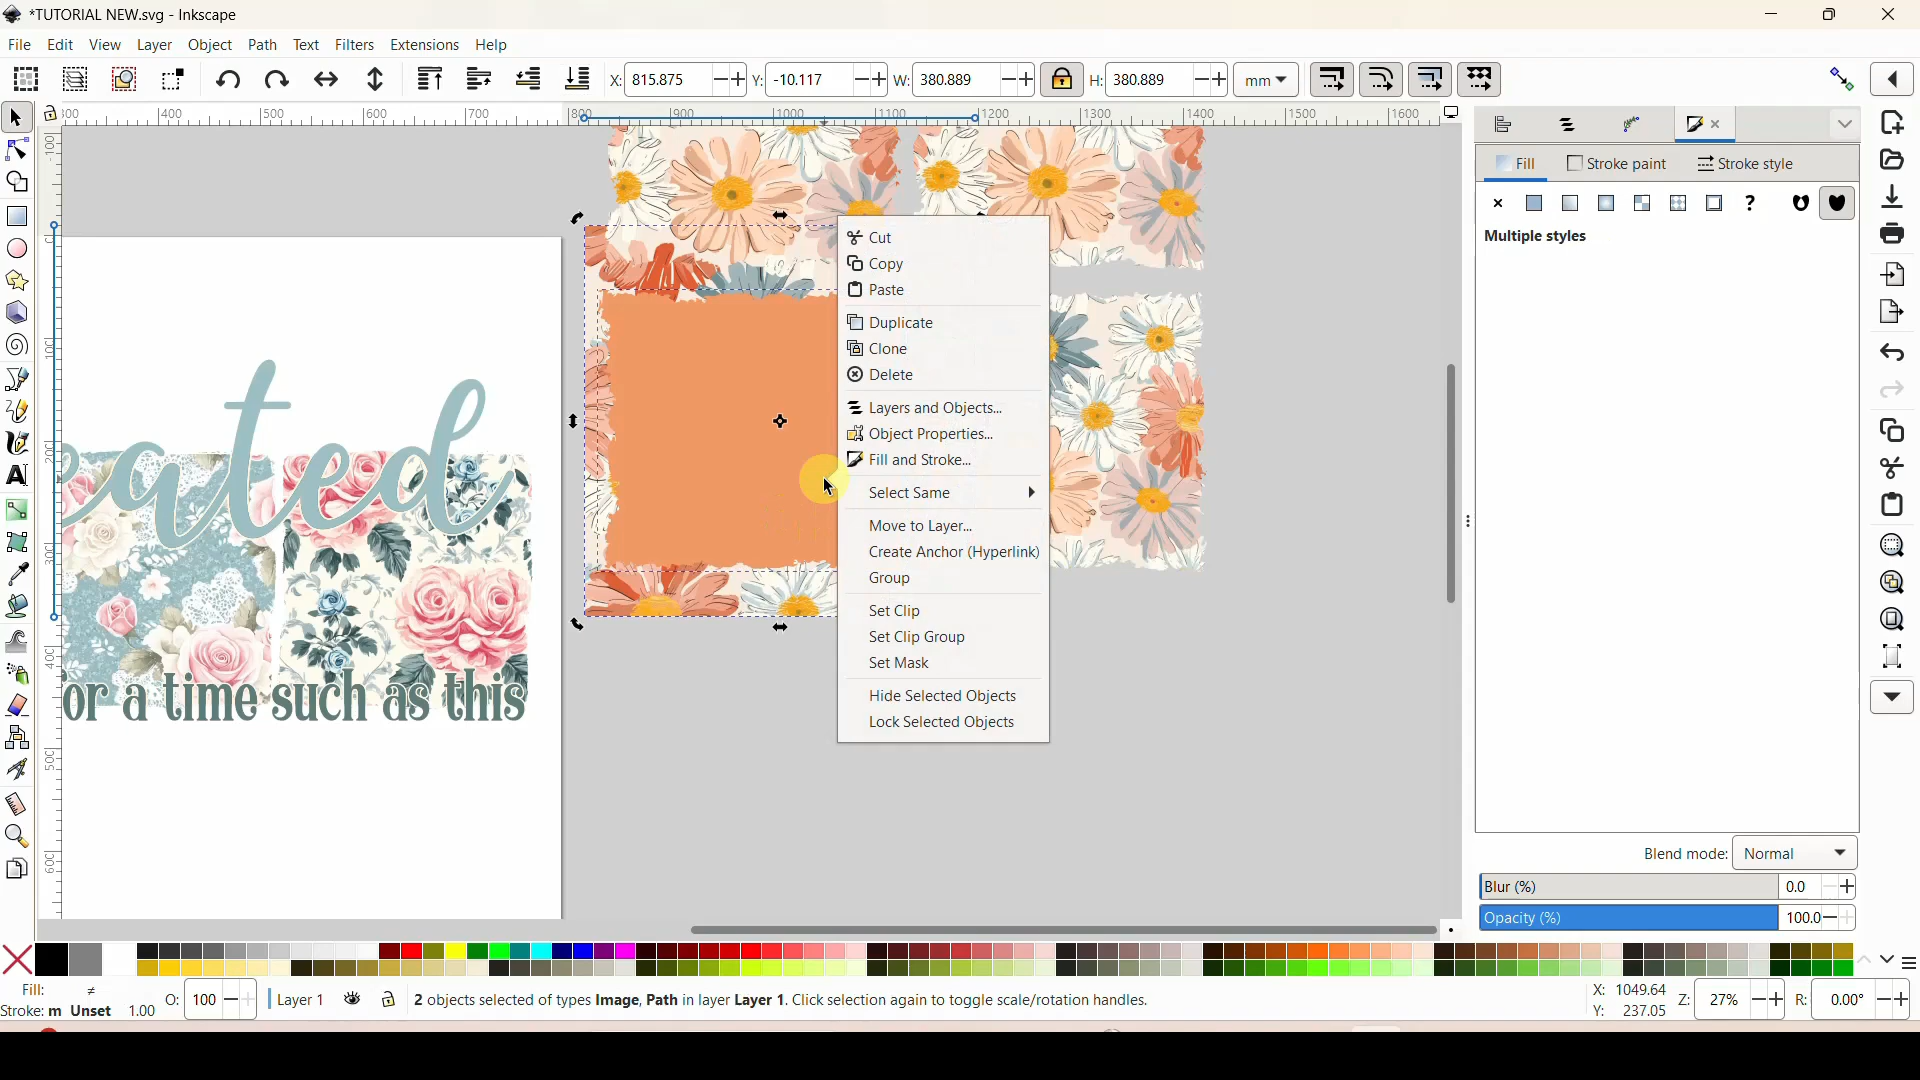 *TUTORIAL NEW.svg - Inkscape
File Edit View Layer Object Path Text Filters Extensions Help
X: 815.875 Y: -10.117 W: 380.889 H: 380.889 mm
400 500 600 700 800 900 1000 1100 1200 1300 1400 1500 1600
Fill Stroke paint Stroke style
Multiple styles
Cut
Copy
Paste
Duplicate
Clone
Delete
Layers and Objects...
Object Properties...
Fill and Stroke...
Select Same
Move to Layer...
Create Anchor (Hyperlink)
Group
Set Clip
Set Clip Group
Set Mask
Hide Selected Objects
Lock Selected Objects
eated
or a time such as this
Blend mode: Normal
Blur (%) 0.0
Opacity (%) 100.0
Fill: ≠
Stroke: m Unset 1.00
O: 100
Layer 1
2 objects selected of types Image, Path in layer Layer 1. Click selection again to toggle scale/rotation handles.
X: 1049.64
Y: 237.05
Z: 27%
R: 0.00°